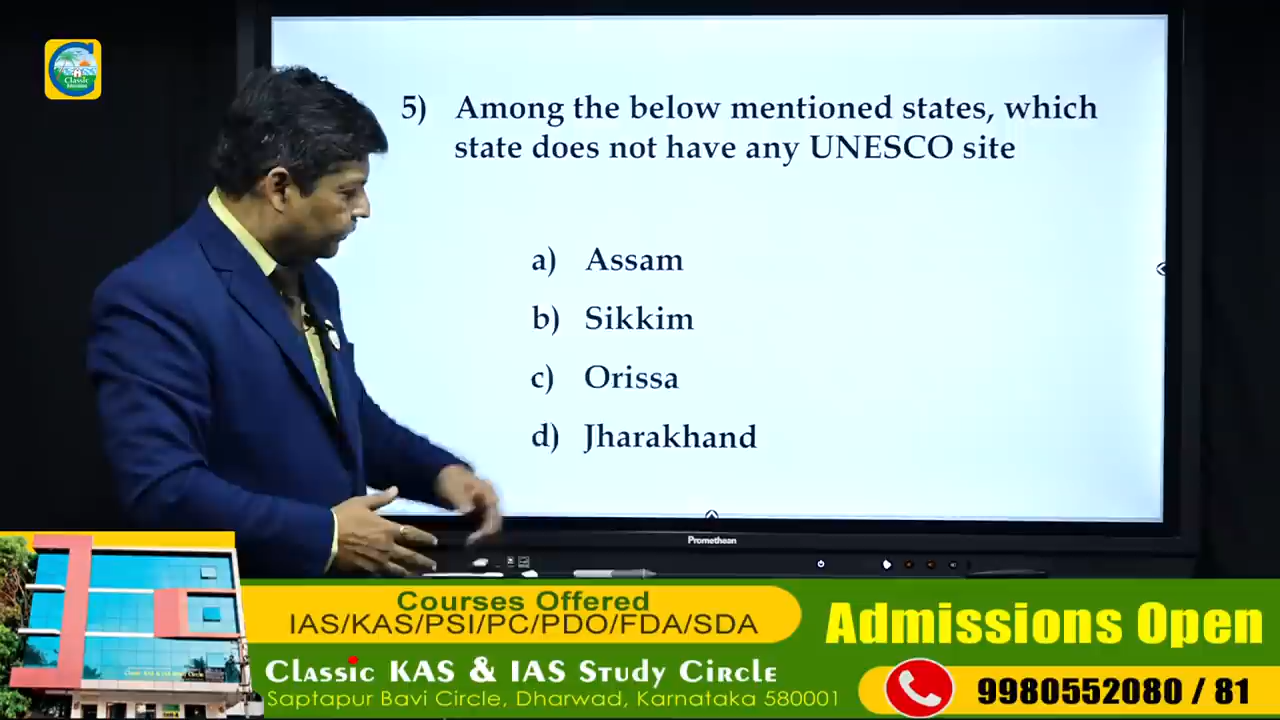 Classic
5) Among the below mentioned states, which
state does not have any UNESCO site
a) Assam
b) Sikkim
c) Orissa
d) Jharakhand
Promethean
Courses Offered
IAS/KAS/PSI/PC/PDO/FDA/SDA
Classic KAS & IAS Study Circle
Saptapur Bavi Circle, Dharwad, Karnataka 580001
Admissions Open
9980552080 / 81